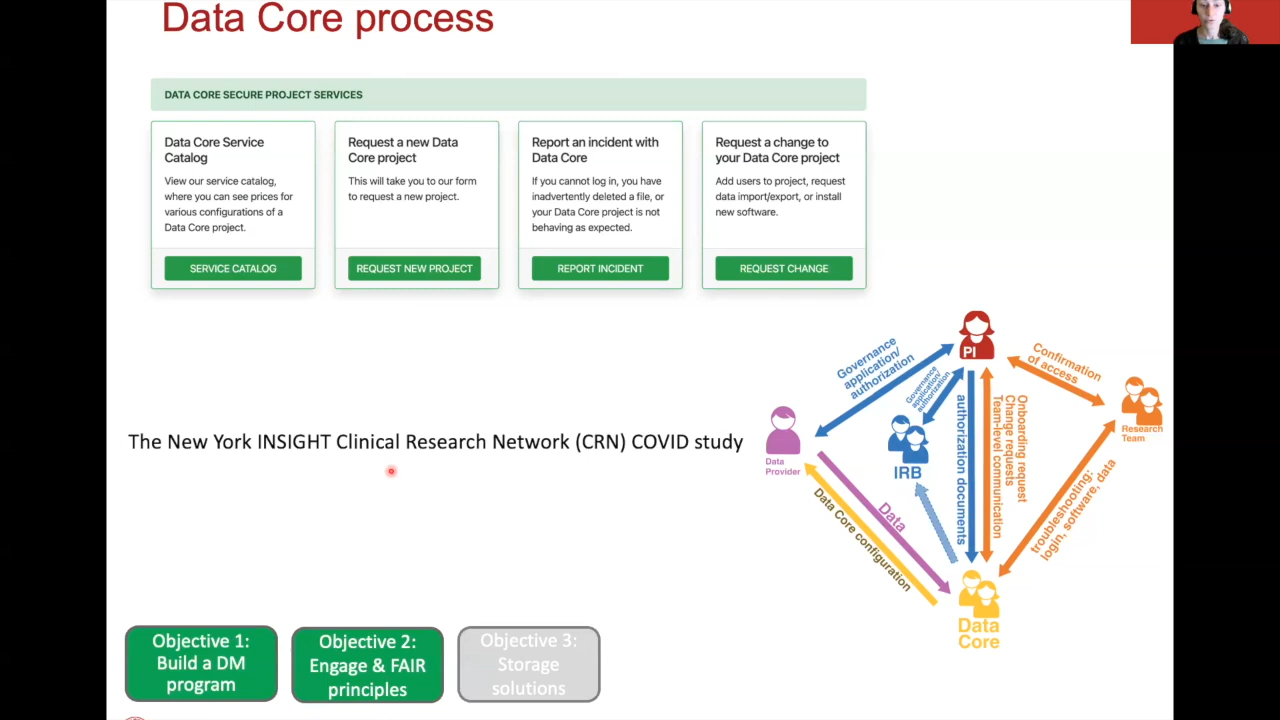 Data Core process
DATA CORE SECURE PROJECT SERVICES
Data Core Service
Catalog
View our service catalog,
where you can see prices for
various configurations of a
Data Core project.
SERVICE CATALOG
Request a new Data
Core project
This will take you to our form
to request a new project.
REQUEST NEW PROJECT
Report an incident with
Data Core
If you cannot log in, you have
inadvertently deleted a file, or
your Data Core project is not
behaving as expected.
REPORT INCIDENT
Request a change to
your Data Core project
Add users to project, request
data import/export, or install
new software.
REQUEST CHANGE
The New York INSIGHT Clinical Research Network (CRN) COVID study
PI
Governance
application/
authorization
Governance
application/
authorization
Confirmation
of access
Data
Provider
IRB
Research
Team
authorization documents
Onboarding request
Change requests
Team-level communication
troubleshooting:
login, software, data
Data
Data Core configuration
Data
Core
Objective 1:
Build a DM
program
Objective 2:
Engage & FAIR
principles
Objective 3:
Storage
solutions